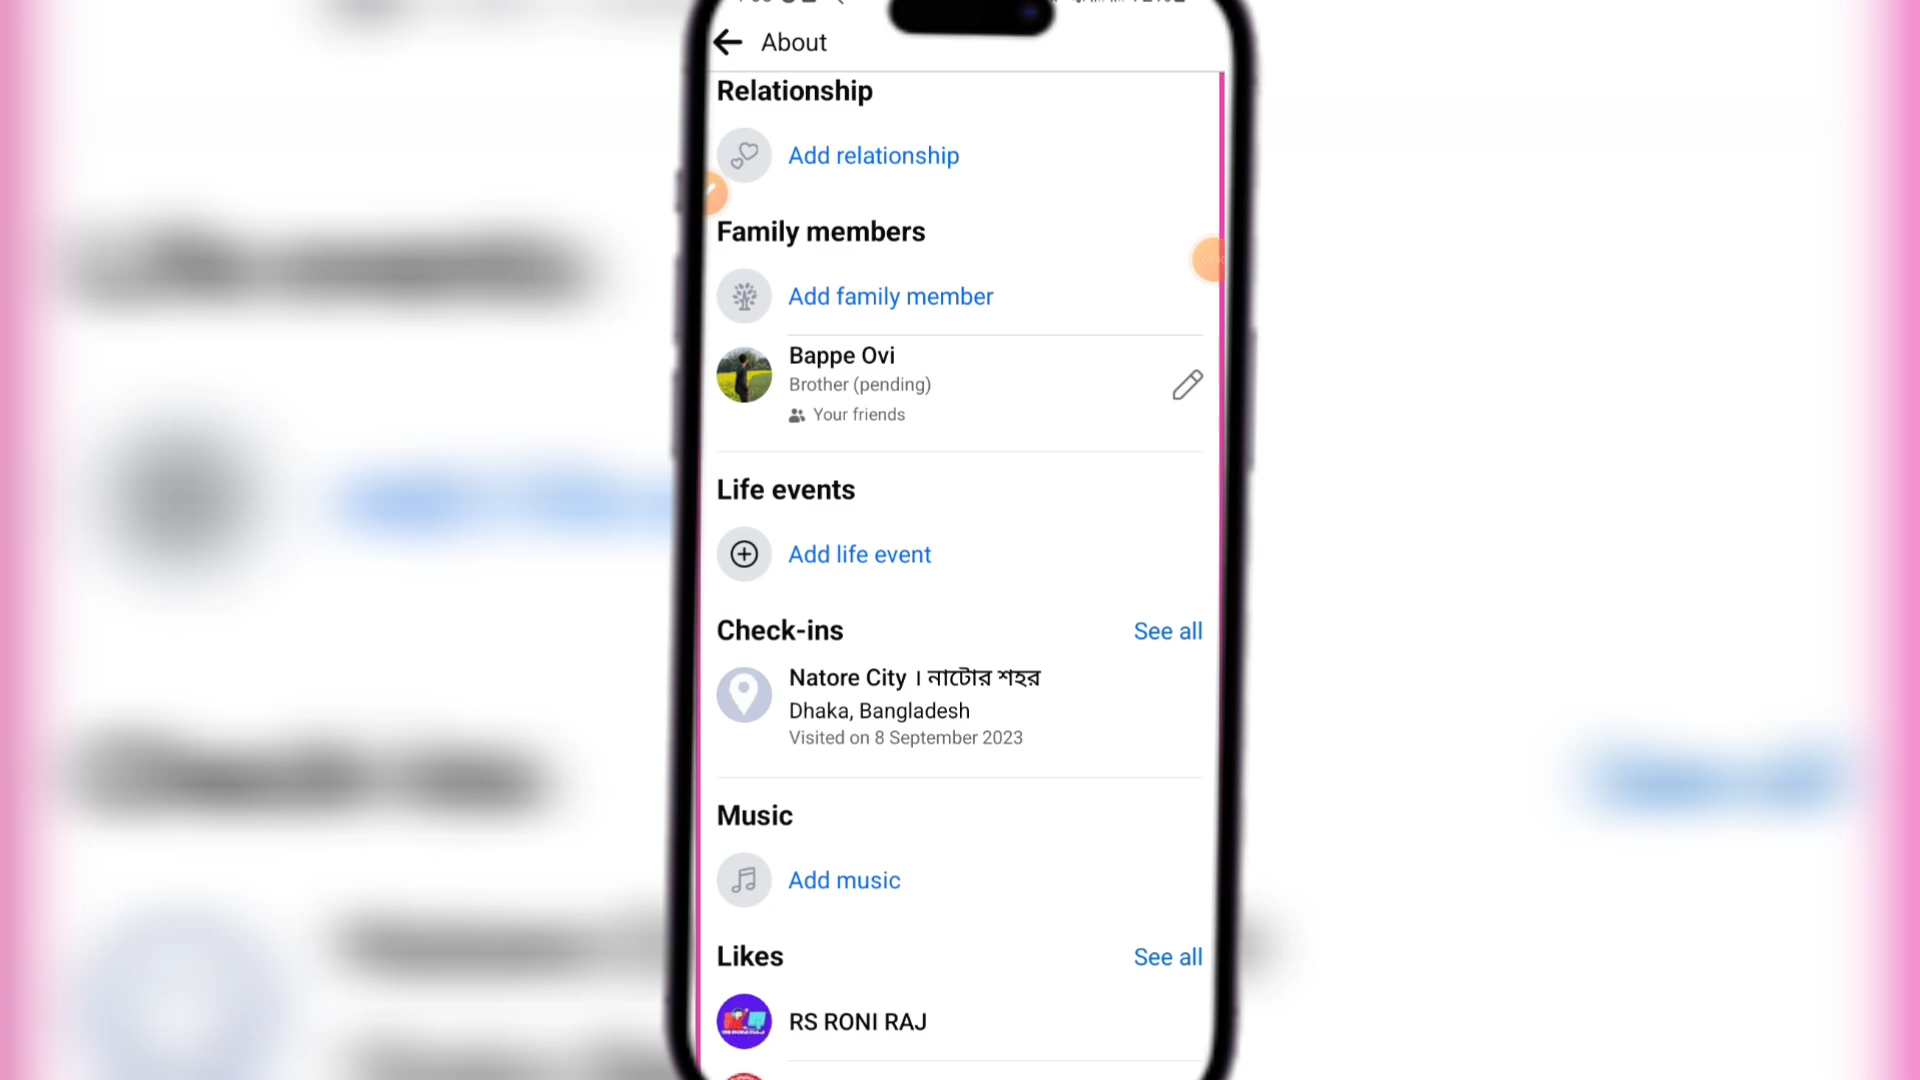 About
Relationship
Add relationship
Family members
Add family member
Bappe Ovi
Brother (pending)
Your friends
Life events
Add life event
Check-ins
See all
Natore City । নাটোর শহর
Dhaka, Bangladesh
Visited on 8 September 2023
Music
Add music
Likes
See all
RS RONI RAJ